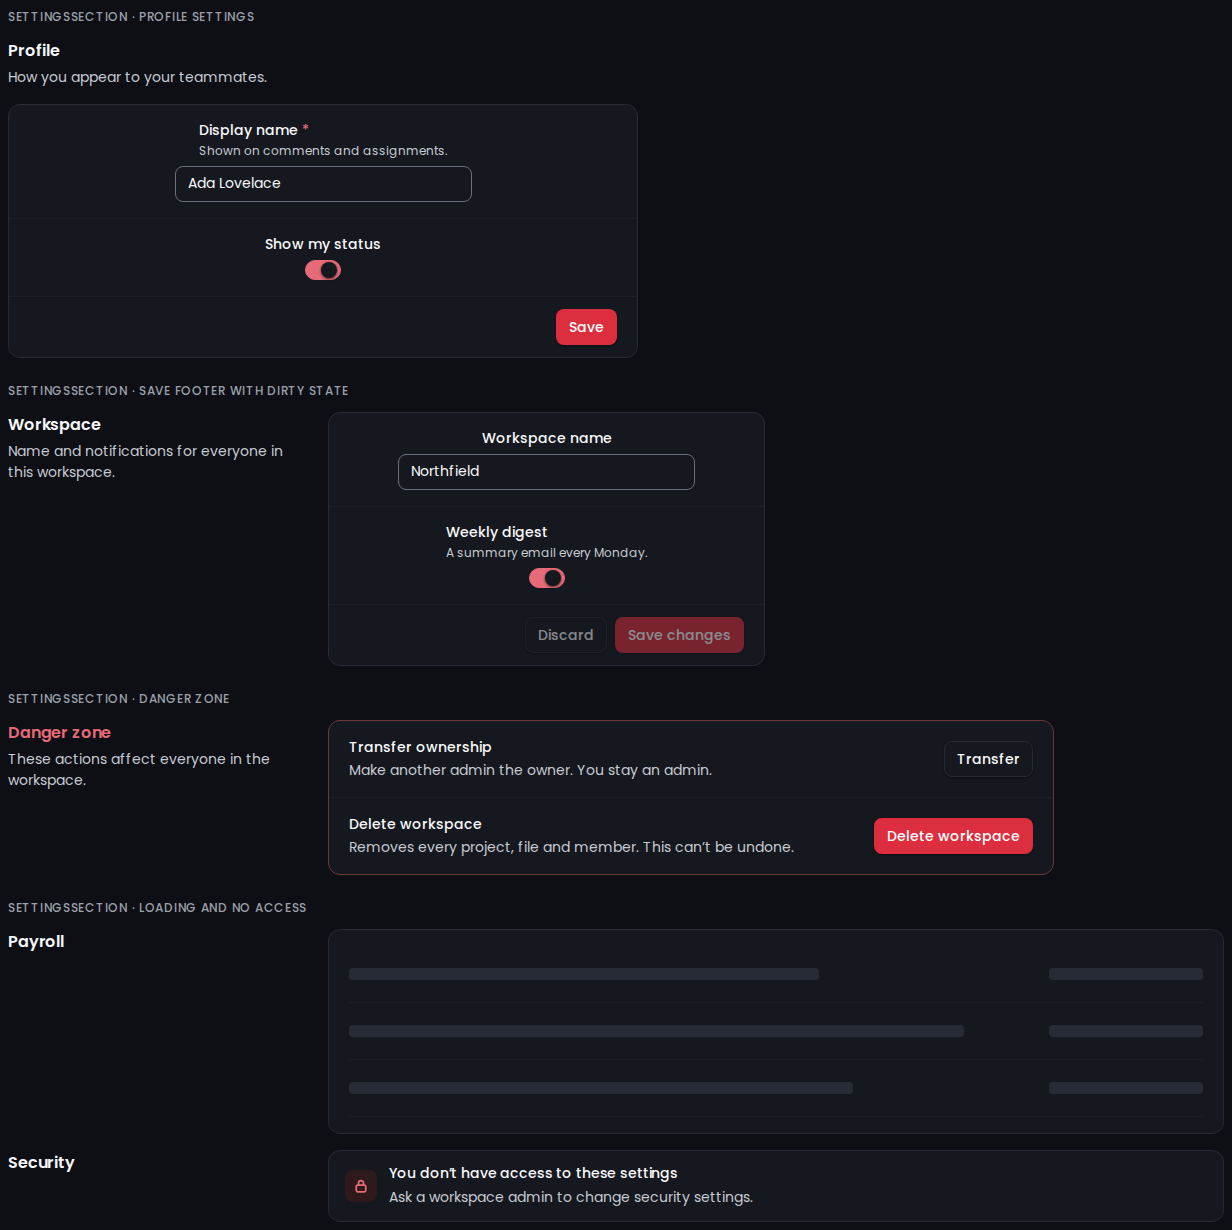 SETTINGSSECTION · PROFILE SETTINGS
Profile
How you appear to your teammates.
Display name *
Shown on comments and assignments.
Ada Lovelace
Show my status
Save
SETTINGSSECTION · SAVE FOOTER WITH DIRTY STATE
Workspace
Name and notifications for everyone in
this workspace.
Workspace name
Northfield
Weekly digest
A summary email every Monday.
Discard
Save changes
SETTINGSSECTION · DANGER ZONE
Danger zone
These actions affect everyone in the
workspace.
Transfer ownership
Make another admin the owner. You stay an admin.
Transfer
Delete workspace
Removes every project, file and member. This can’t be undone.
Delete workspace
SETTINGSSECTION · LOADING AND NO ACCESS
Payroll
Security
You don’t have access to these settings
Ask a workspace admin to change security settings.